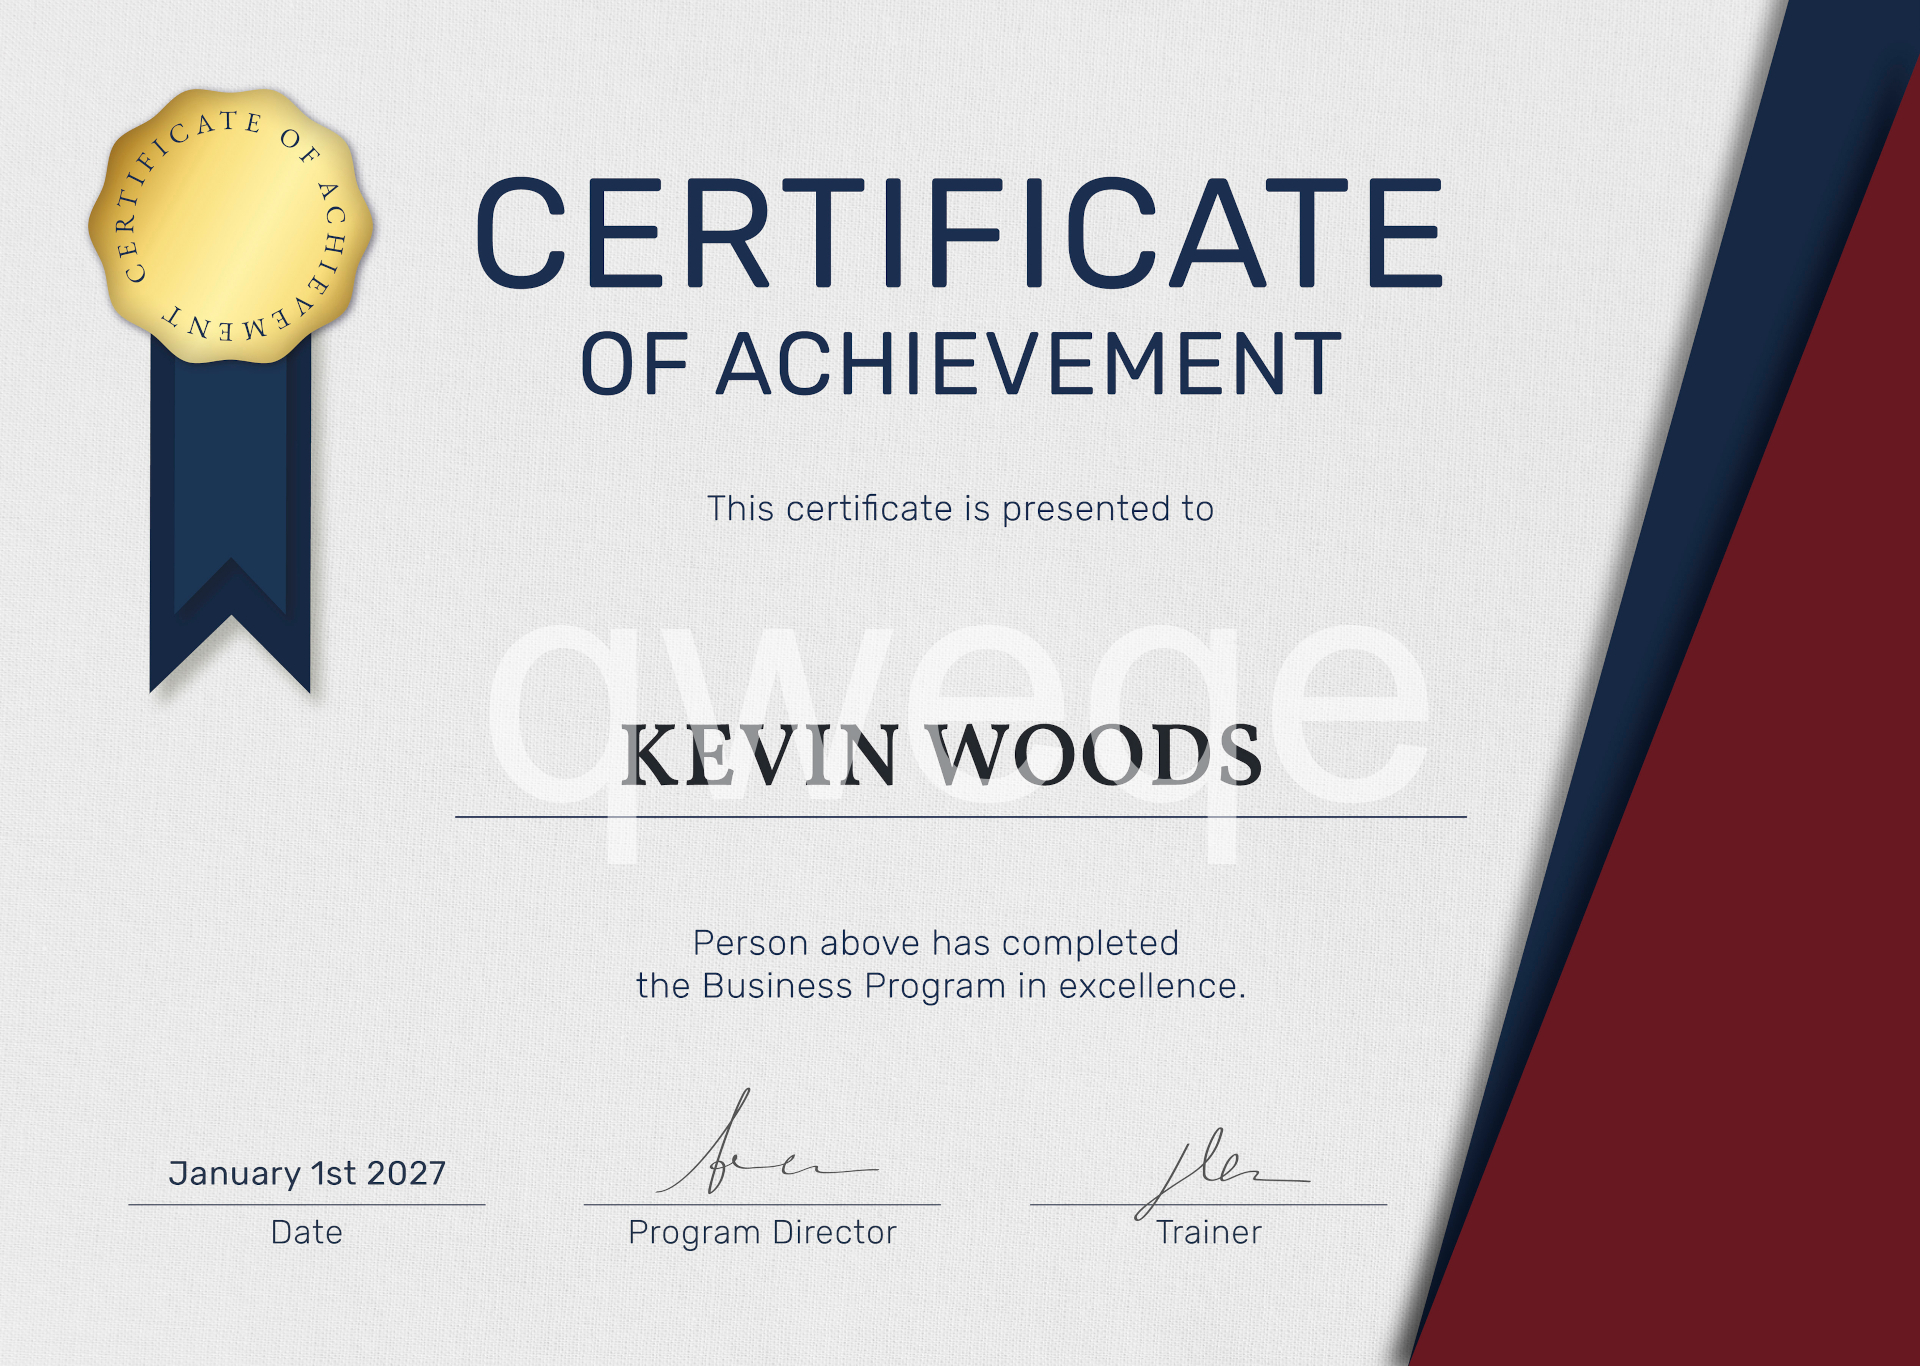 CERTIFICATE OF ACHIEVEMENT
CERTIFICATE
OF ACHIEVEMENT
This certificate is presented to
qweqe
KEVIN WOODS
Person above has completed
the Business Program in excellence.
January 1st 2027
Date
Program Director
Trainer